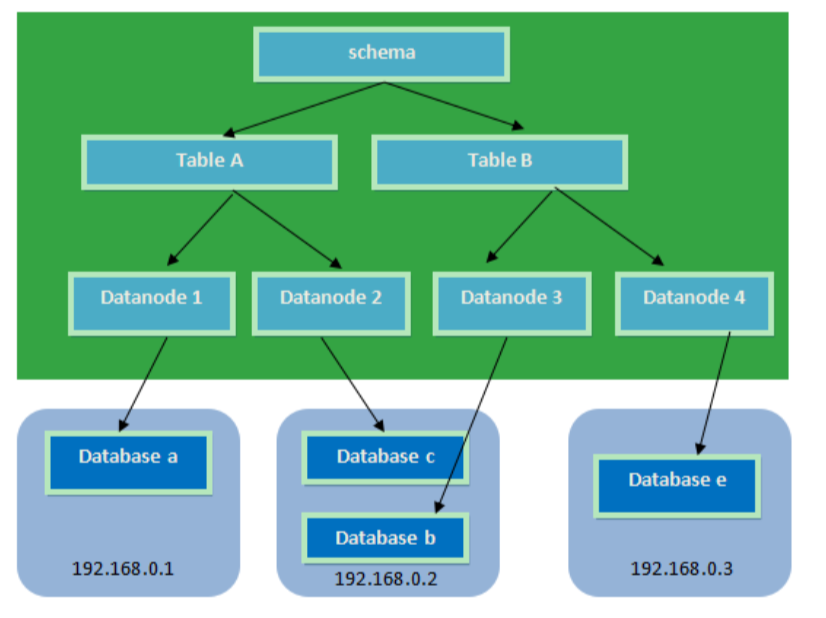 schema
Table A
Table B
Datanode 1
Datanode 2
Datanode 3
Datanode 4
Database a
Database c
Database e
Database b
192.168.0.1
192.168.0.2
192.168.0.3